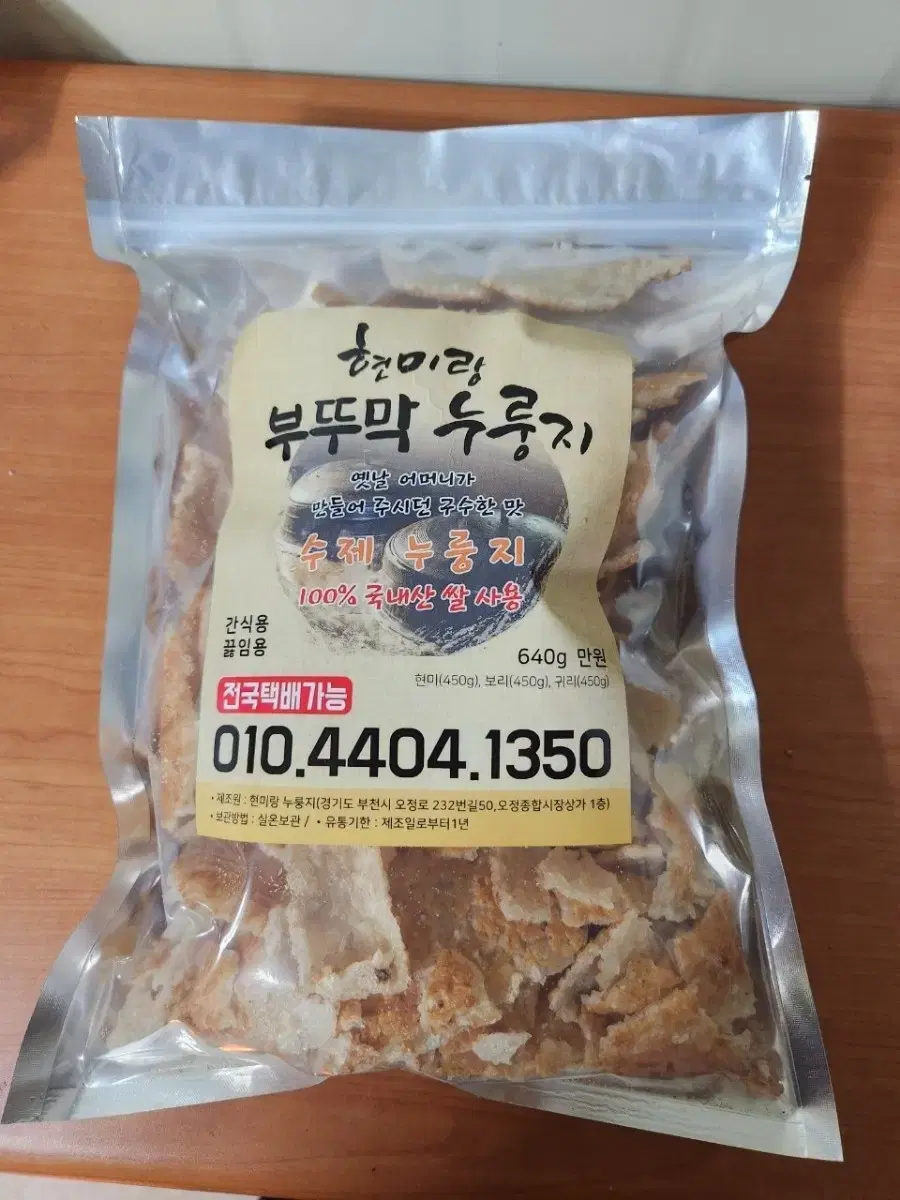 현미랑
부뚜막 누룽지
옛날 어머니가
만들어 주시던 구수한 맛
수제 누룽지
100% 국내산 쌀 사용
간식용
끓임용
640g 만원
현미(450g), 보리(450g), 귀리(450g)
전국택배가능
010.4404.1350
• 제조원 : 현미랑 누룽지(경기도 부천시 오정로 232번길50,오정종합시장상가 1층)
• 보관방법 : 실온보관 / • 유통기한 : 제조일로부터1년